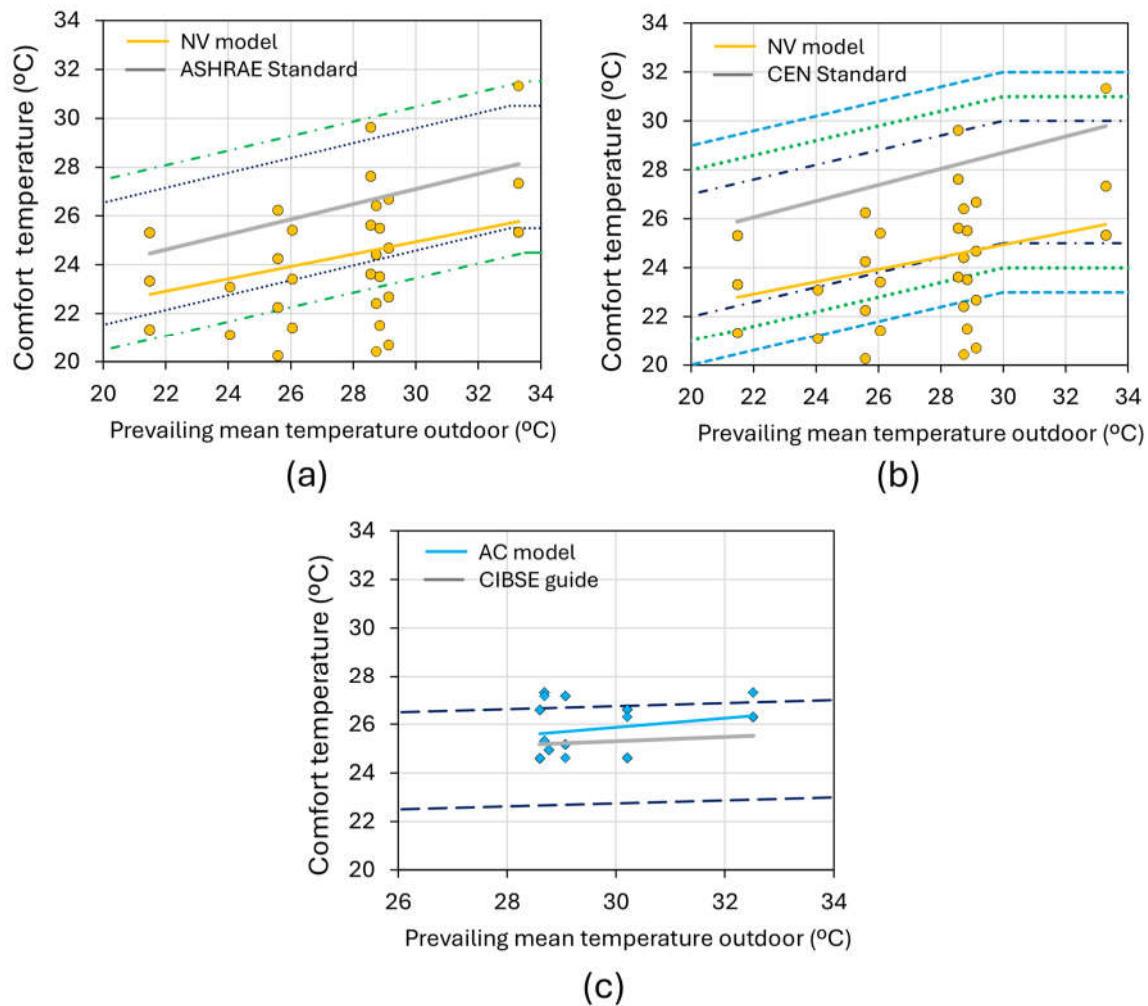 34
NV model
ASHRAE Standard
32
30
28
26
24
22
20
Comfort temperature (ºC)
20 22 24 26 28 30 32 34
Prevailing mean temperature outdoor (ºC)
(a)
34
NV model
CEN Standard
32
30
28
26
24
22
20
Comfort temperature (ºC)
20 22 24 26 28 30 32 34
Prevailing mean temperature outdoor (ºC)
(b)
34
AC model
CIBSE guide
32
30
28
26
24
22
20
Comfort temperature (ºC)
26 28 30 32 34
Prevailing mean temperature outdoor (ºC)
(c)